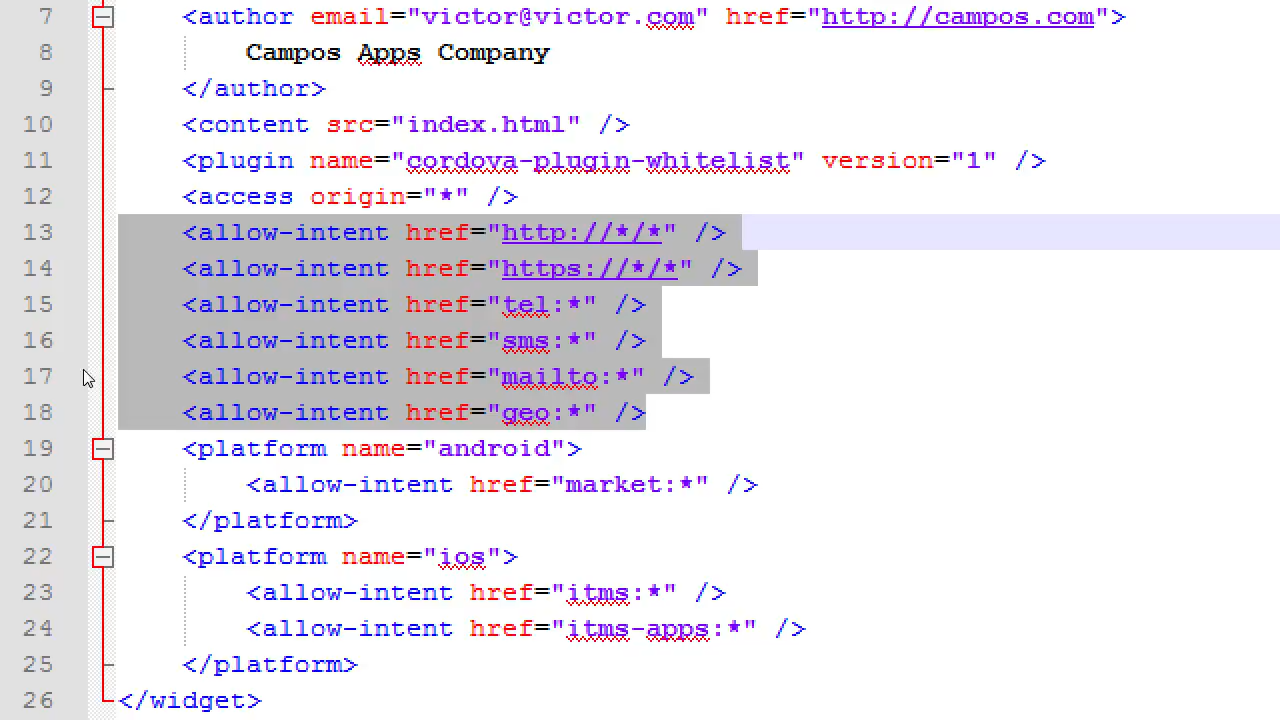 7 <author email="victor@victor.com" href="http://campos.com">
8 Campos Apps Company
9 </author>
10 <content src="index.html" />
11 <plugin name="cordova-plugin-whitelist" version="1" />
12 <access origin="*" />
13 <allow-intent href="http://*/*" />
14 <allow-intent href="https://*/*" />
15 <allow-intent href="tel:*" />
16 <allow-intent href="sms:*" />
17 <allow-intent href="mailto:*" />
18 <allow-intent href="geo:*" />
19 <platform name="android">
20 <allow-intent href="market:*" />
21 </platform>
22 <platform name="ios">
23 <allow-intent href="itms:*" />
24 <allow-intent href="itms-apps:*" />
25 </platform>
26 </widget>